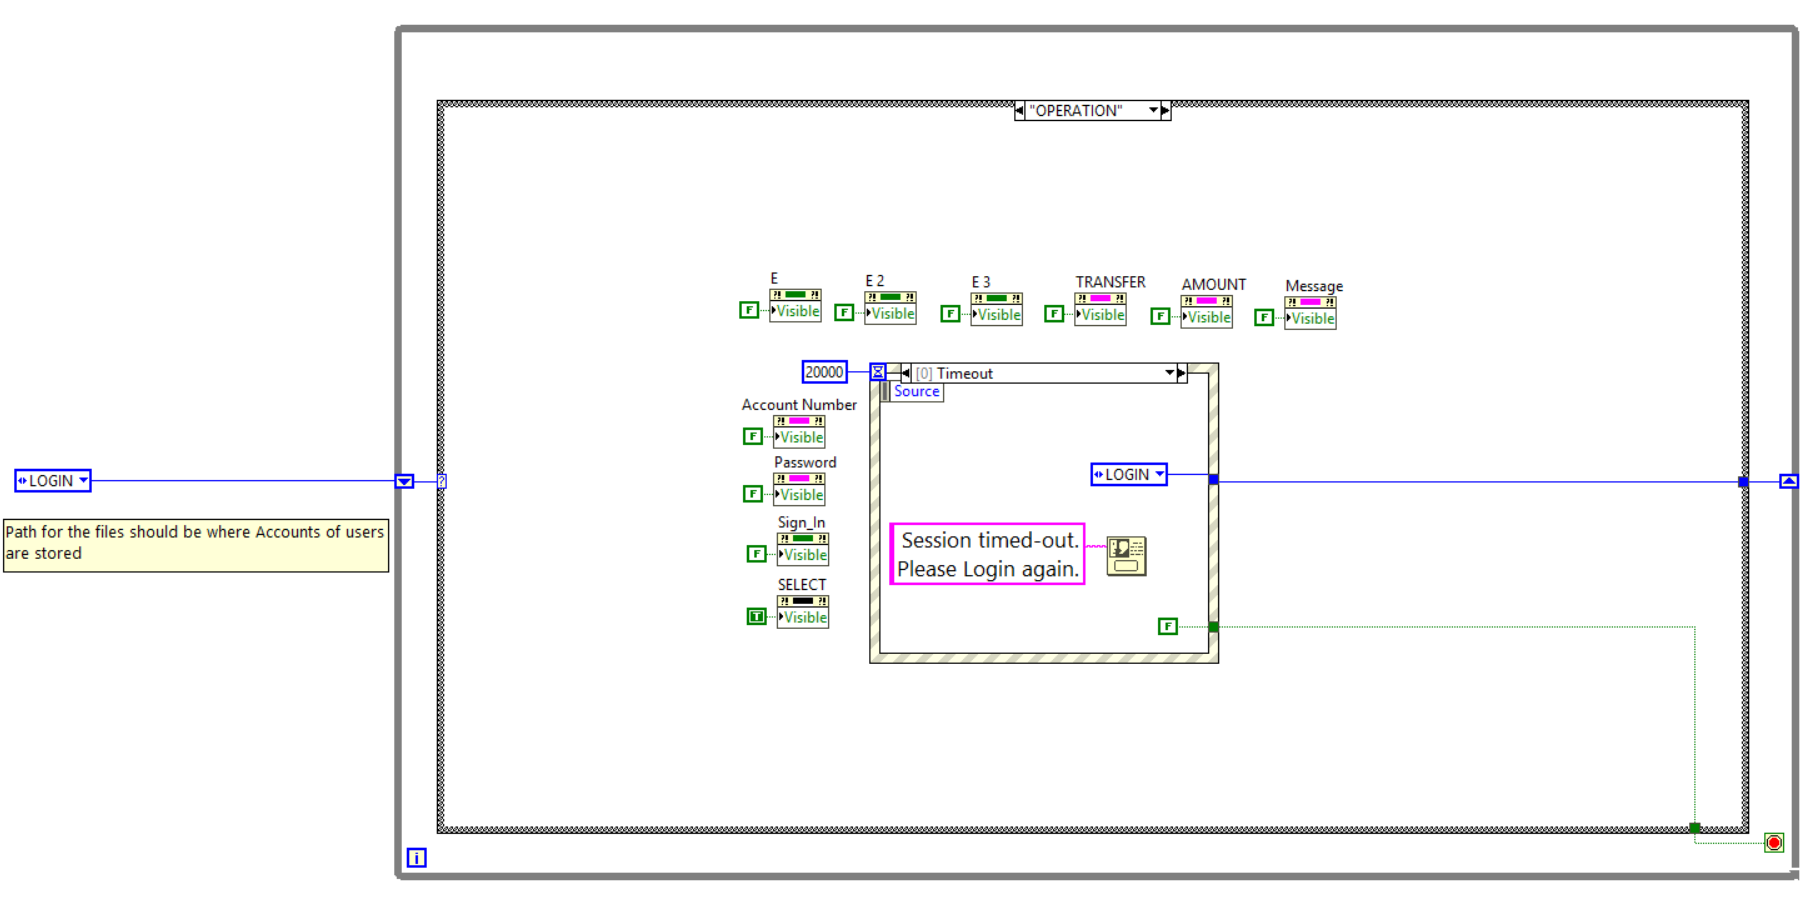 "OPERATION"
E
E 2
E 3
TRANSFER
AMOUNT
Message
F
?!
?!
Visible
F
?!
?!
Visible
F
?!
?!
Visible
F
?!
?!
Visible
F
?!
?!
Visible
F
?!
?!
Visible
20000
[0] Timeout
Source
Account Number
?!
?!
F
Visible
Password
?!
?!
F
Visible
LOGIN
LOGIN
?
Path for the files should be where Accounts of users
are stored
Sign_In
?!
?!
F
Visible
Session timed-out.
Please Login again.
SELECT
?!
?!
T
Visible
F
i